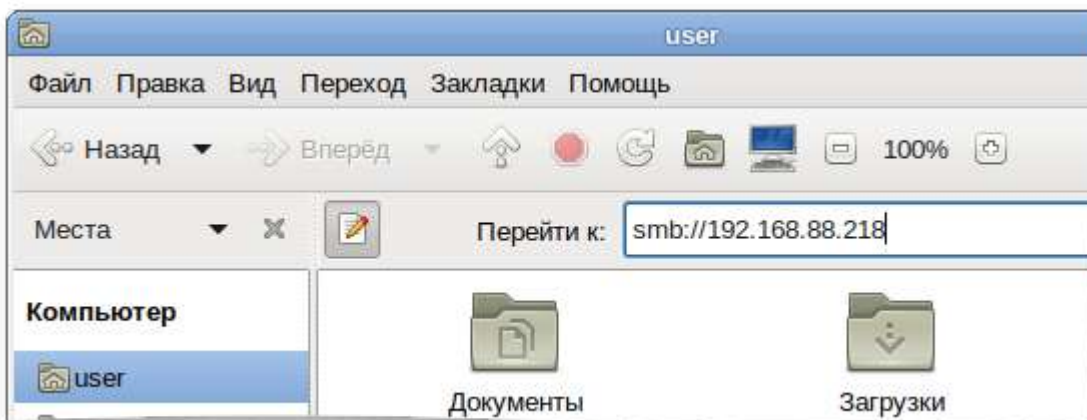 user
Файл Правка Вид Переход Закладки Помощь
Назад Вперёд 100%
Места Перейти к: smb://192.168.88.218
Компьютер
user
Документы Загрузки